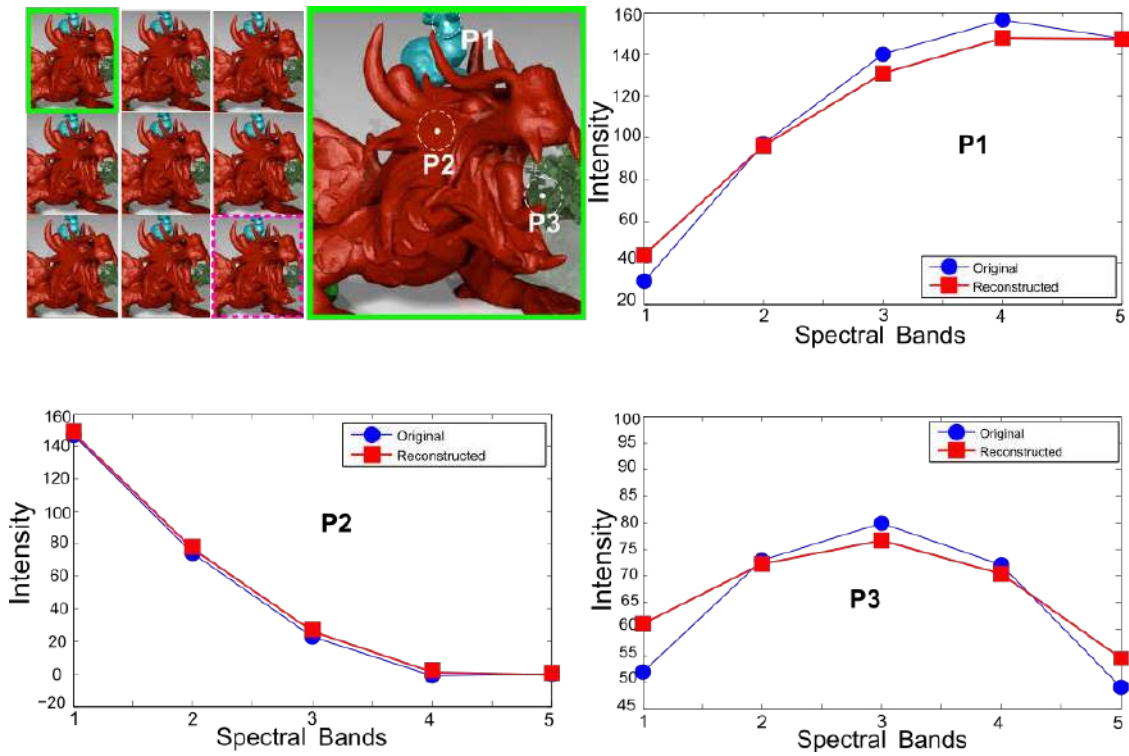 P1
P2
P3
160
140
120
100
80
60
40
20
Intensity
P1
Original
Reconstructed
1 2 3 4 5
Spectral Bands
160
140
120
100
80
60
40
20
0
−20
Intensity
Original
Reconstructed
P2
1 2 3 4 5
Spectral Bands
100
95
90
85
80
75
70
65
60
55
50
45
Intensity
Original
Reconstructed
P3
1 2 3 4 5
Spectral Bands